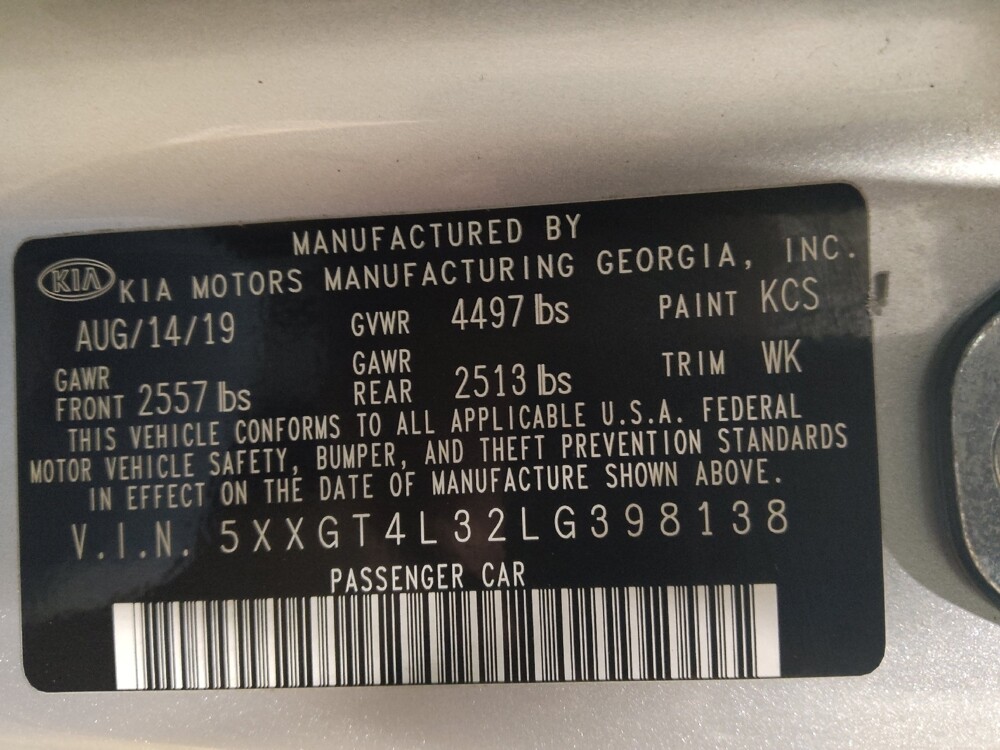 MANUFACTURED BY
KIA KIA MOTORS MANUFACTURING GEORGIA, INC.
AUG/14/19 GVWR 4497 lbs PAINT KCS
GAWR FRONT 2557 lbs GAWR REAR 2513 lbs TRIM WK
THIS VEHICLE CONFORMS TO ALL APPLICABLE U.S.A. FEDERAL
MOTOR VEHICLE SAFETY, BUMPER, AND THEFT PREVENTION STANDARDS
IN EFFECT ON THE DATE OF MANUFACTURE SHOWN ABOVE.
V.I.N. 5XXGT4L32LG398138
PASSENGER CAR